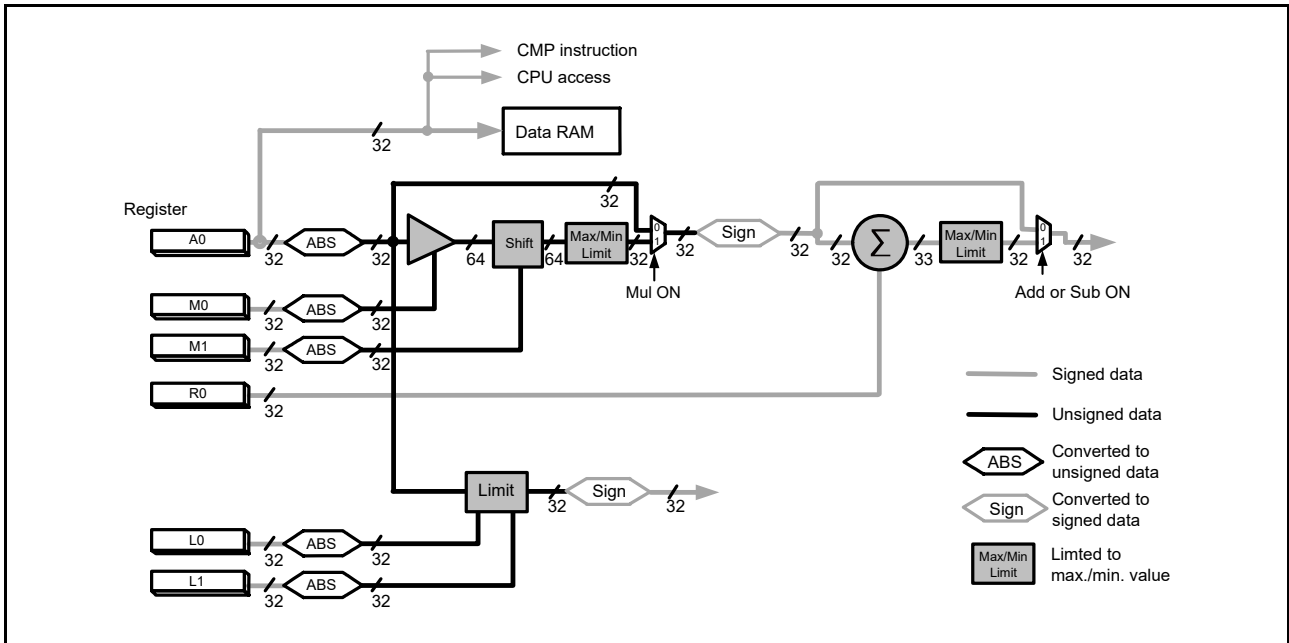 CMP instruction
CPU access
Data RAM
32
32
Register
A0
32
ABS
32
64
Shift
64
Max/Min
Limit
32
0
1
32
Sign
32
32
Σ
33
Max/Min
Limit
32
0
1
32
Mul ON
Add or Sub ON
M0
32
ABS
32
M1
32
ABS
32
R0
32
Signed data
Unsigned data
ABS
Converted to
unsigned data
Sign
Converted to
signed data
Max/Min
Limit
Limted to
max./min. value
Limit
32
Sign
32
L0
32
ABS
32
L1
32
ABS
32